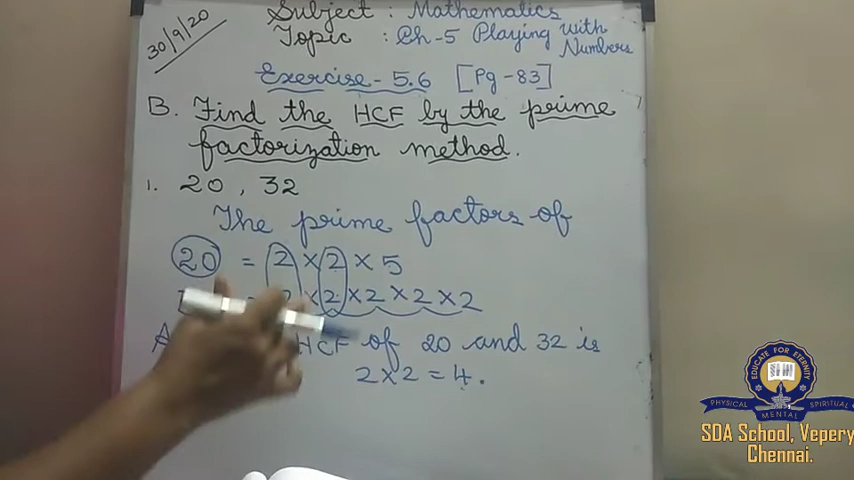 30/9/20
Subject : Mathematics
Topic : Ch-5 Playing with Numbers
Exercise - 5.6 [Pg -83]
B. Find the HCF by the prime
factorization method.
1. 20 , 32
The prime factors of
20 = 2 × 2 × 5
2 × 2 × 2 × 2 × 2
HCF of 20 and 32 is
2 × 2 = 4.
EDUCATE FOR ETERNITY
PHYSICAL MENTAL SPIRITUAL
SDA School, Vepery
Chennai.